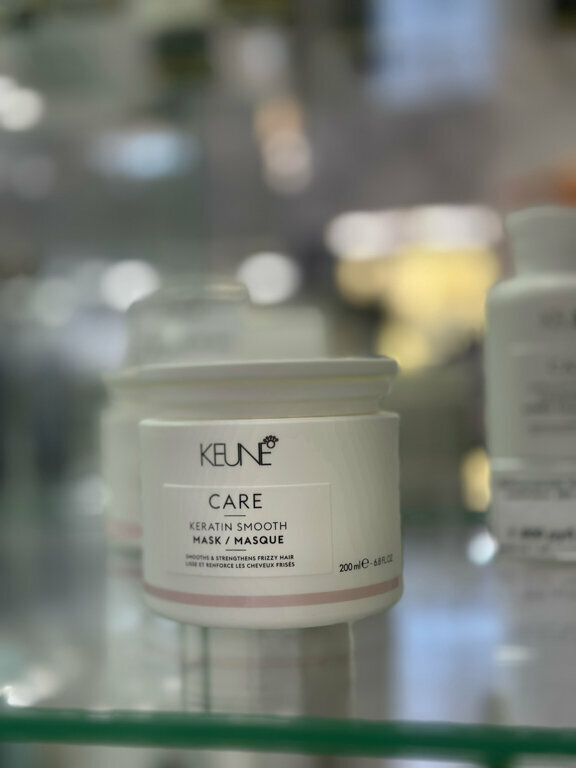 KEUNE
CARE
KERATIN SMOOTH
MASK / MASQUE
SMOOTHS & STRENGTHENS FRIZZY HAIR
LISSE ET RENFORCE LES CHEVEUX FRISÉS
200 ml ℮ - 6.8 FL.OZ